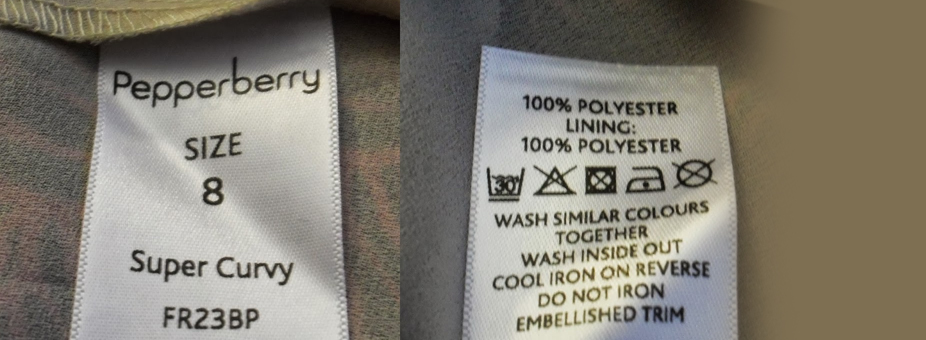 Pepperberry
SIZE
8
Super Curvy
FR23BP
100% POLYESTER
LINING:
100% POLYESTER
30°
WASH SIMILAR COLOURS
TOGETHER
WASH INSIDE OUT
COOL IRON ON REVERSE
DO NOT IRON
EMBELLISHED TRIM